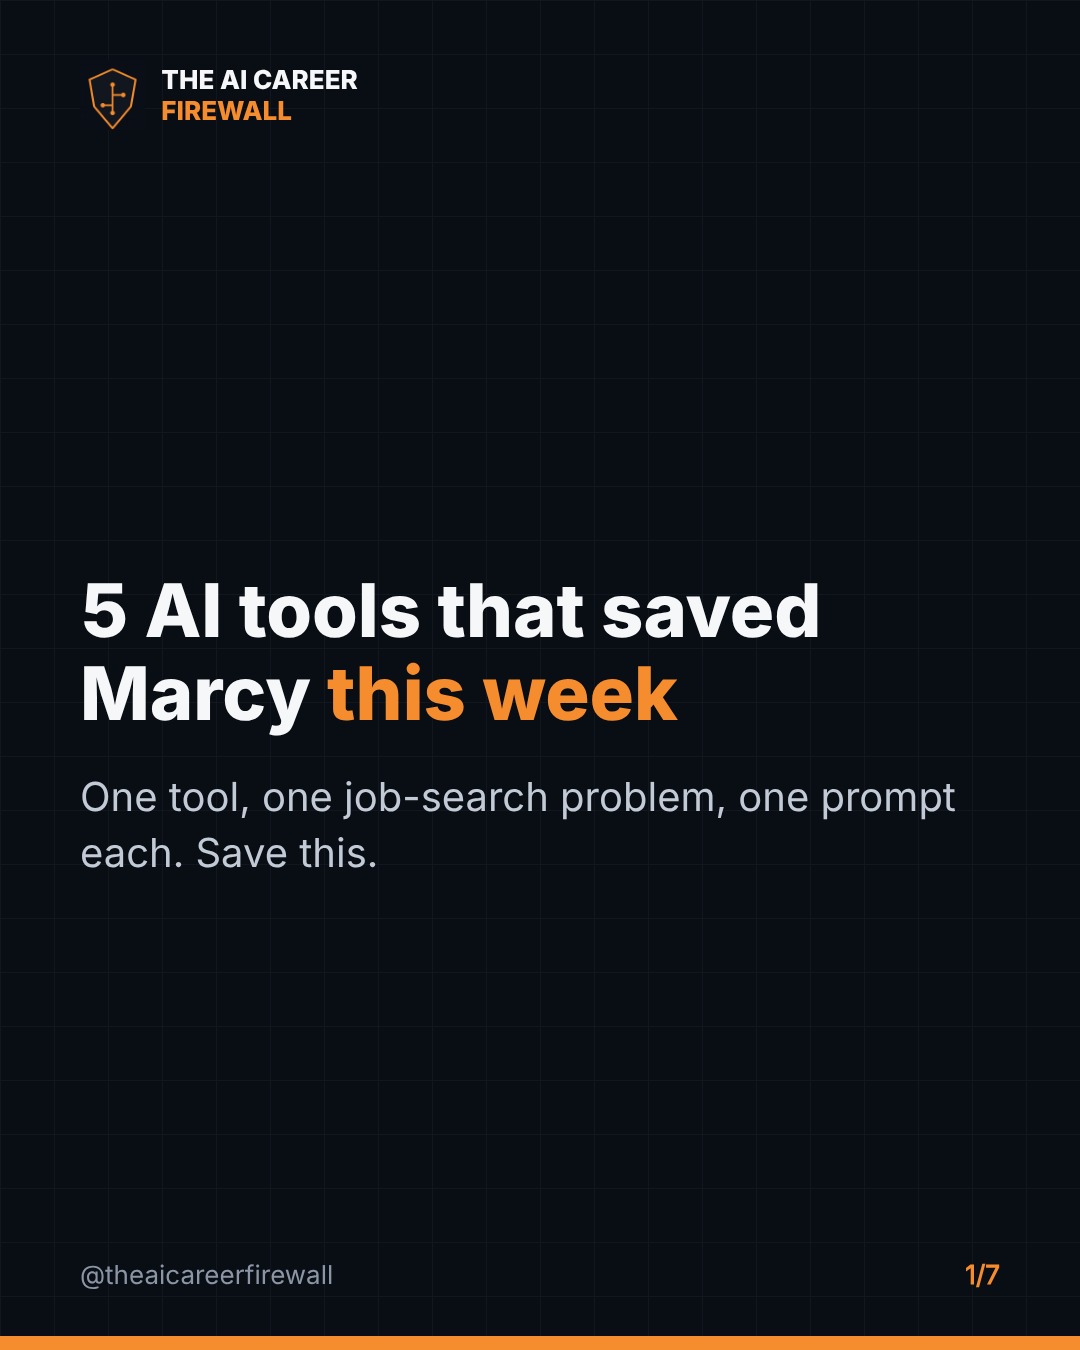 THE AI CAREER
FIREWALL
5 AI tools that saved
Marcy this week
One tool, one job-search problem, one prompt
each. Save this.
@theaicareerfirewall
1/7